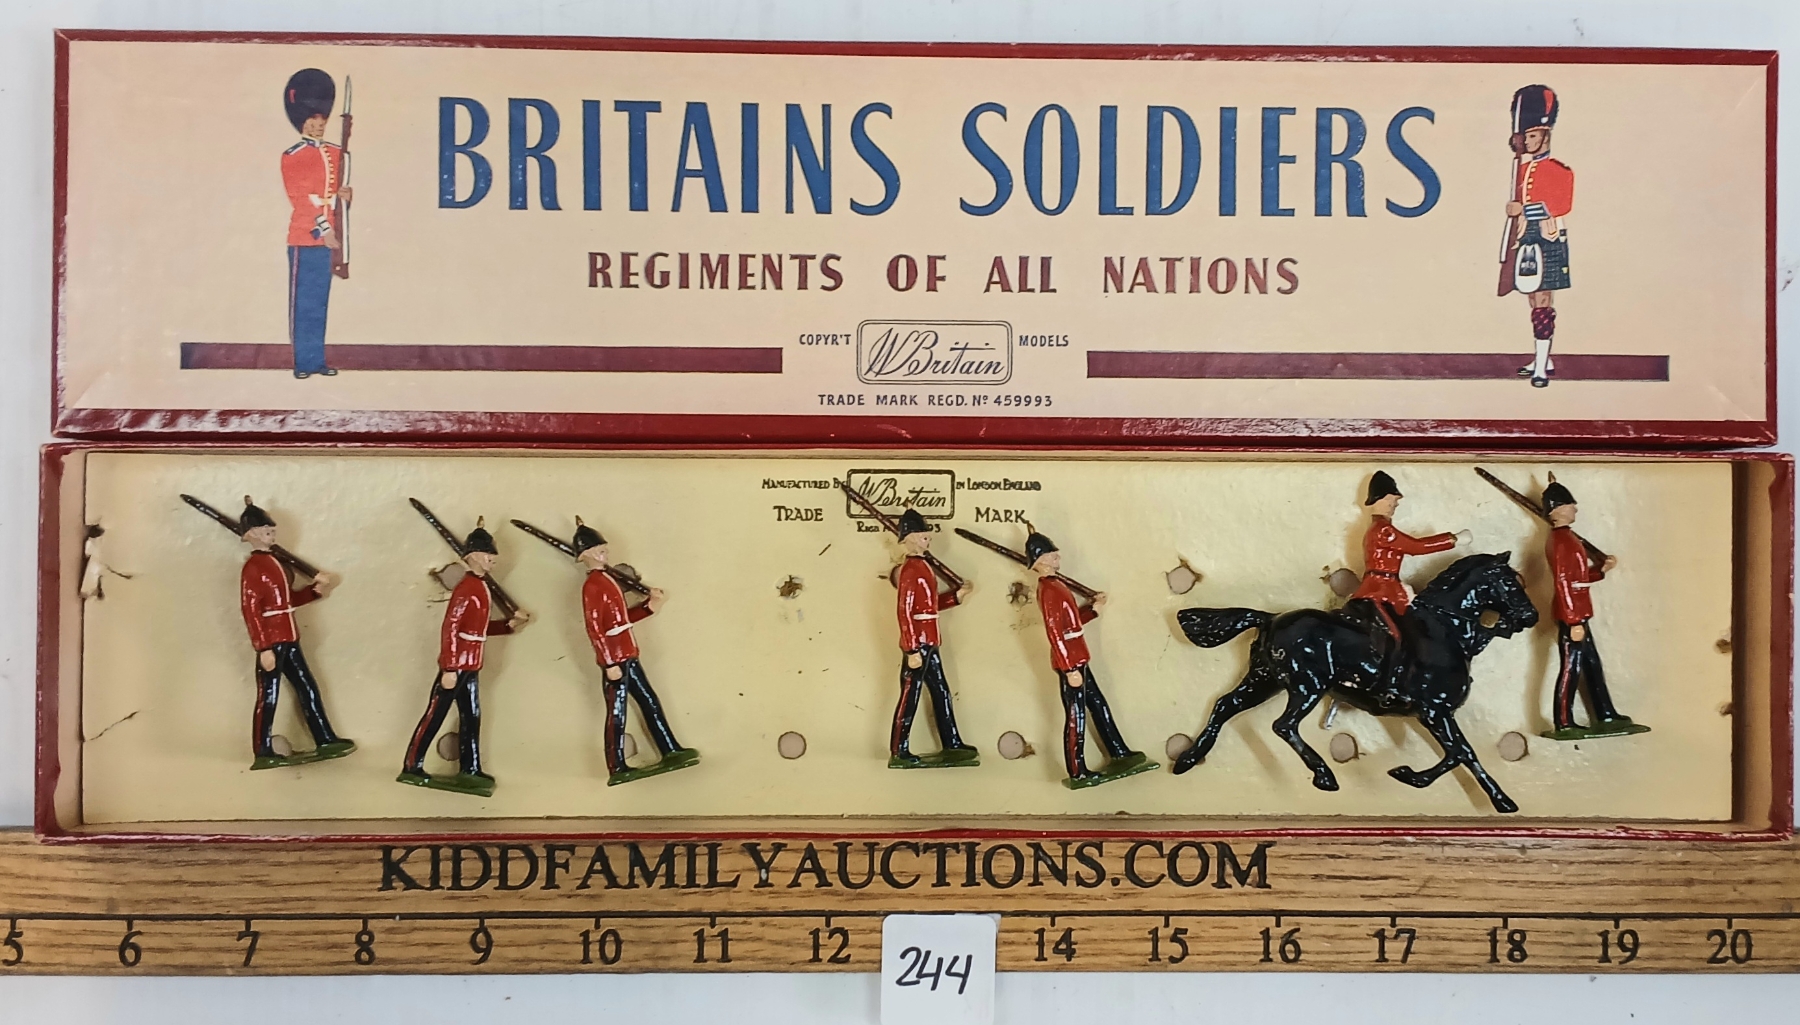 BRITAINS SOLDIERS
REGIMENTS OF ALL NATIONS
COPYR'T W Britain MODELS
TRADE MARK REGD. Nº 459993
MANUFACTURED BY W Britain IN LONDON, ENGLAND
TRADE MARK
KIDDFAMILYAUCTIONS.COM
5 6 7 8 9 10 11 12 14 15 16 17 18 19 20
244